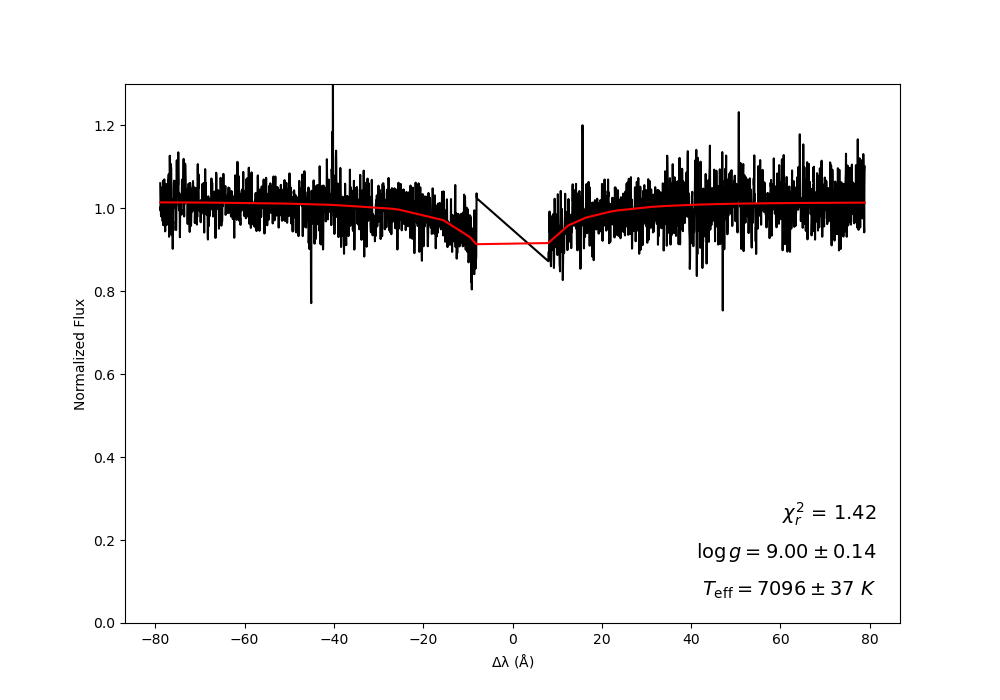 1.2
1.0
0.8
0.6
0.4
0.2
0.0
Normalized Flux
χ²ᵣ = 1.42
log g = 9.00 ± 0.14
T_eff = 7096 ± 37 K
−80 −60 −40 −20 0 20 40 60 80
Δλ (Å)